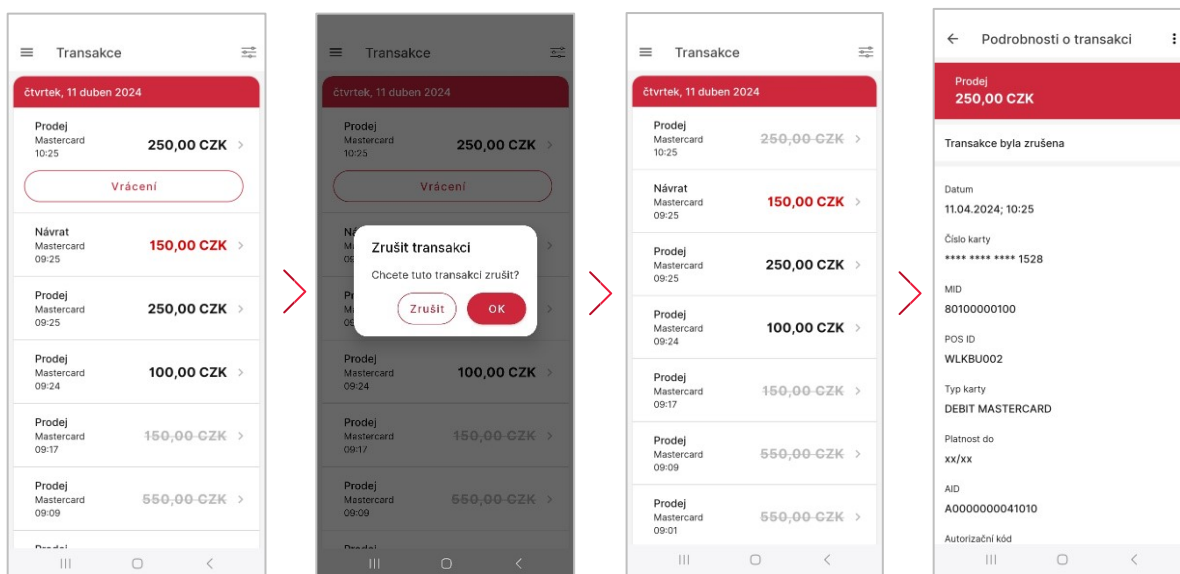 Transakce
čtvrtek, 11 duben 2024
Prodej
Mastercard
10:25
250,00 CZK
Vrácení
Návrat
Mastercard
09:25
150,00 CZK
Prodej
Mastercard
09:25
250,00 CZK
Prodej
Mastercard
09:24
100,00 CZK
Prodej
Mastercard
09:17
150,00 CZK
Prodej
Mastercard
09:09
550,00 CZK
Transakce
čtvrtek, 11 duben 2024
Prodej
Mastercard
10:25
250,00 CZK
Vrácení
Zrušit transakci
Chcete tuto transakci zrušit?
Zrušit
OK
Prodej
Mastercard
09:24
100,00 CZK
Prodej
Mastercard
09:17
150,00 CZK
Prodej
Mastercard
09:09
550,00 CZK
Transakce
čtvrtek, 11 duben 2024
Prodej
Mastercard
10:25
250,00 CZK
Návrat
Mastercard
09:25
150,00 CZK
Prodej
Mastercard
09:25
250,00 CZK
Prodej
Mastercard
09:24
100,00 CZK
Prodej
Mastercard
09:17
150,00 CZK
Prodej
Mastercard
09:09
550,00 CZK
Prodej
Mastercard
09:01
550,00 CZK
Podrobnosti o transakci
Prodej
250,00 CZK
Transakce byla zrušena
Datum
11.04.2024; 10:25
Číslo karty
**** **** **** 1528
MID
80100000100
POS ID
WLKBU002
Typ karty
DEBIT MASTERCARD
Platnost do
xx/xx
AID
A0000000041010
Autorizační kód